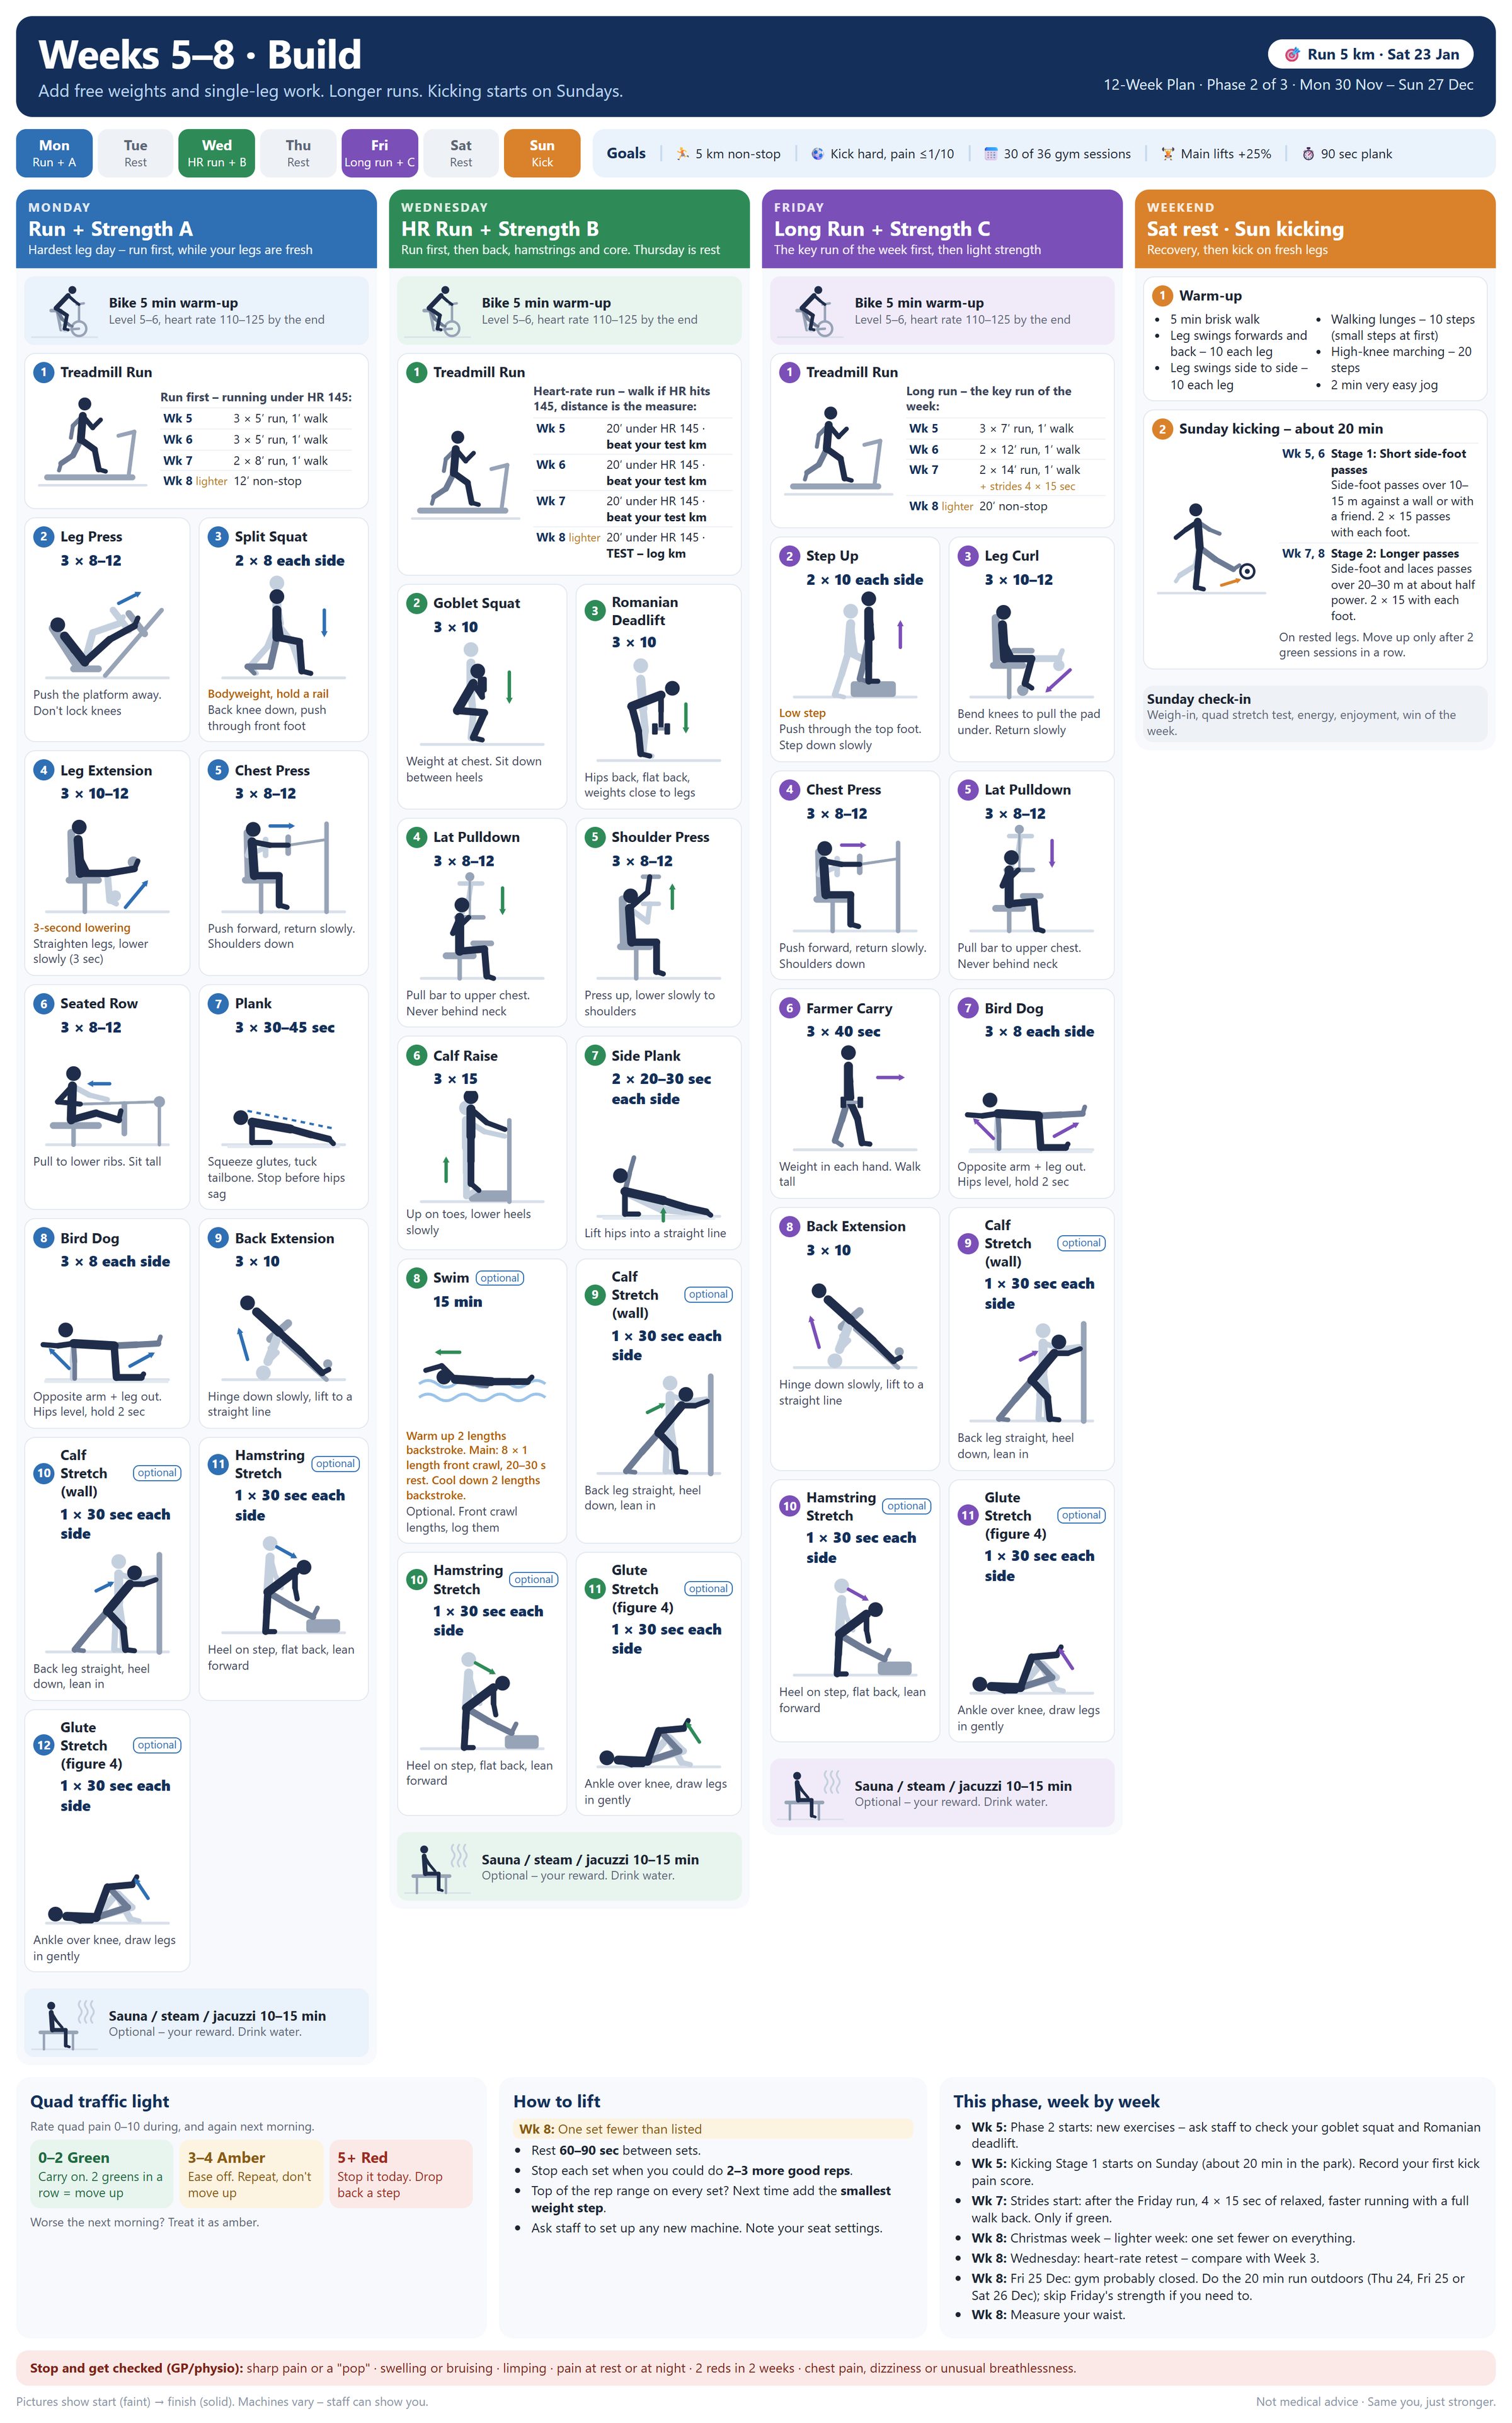 Weeks 5–8 · Build
Add free weights and single-leg work. Longer runs. Kicking starts on Sundays.
🎯 Run 5 km · Sat 23 Jan
12-Week Plan · Phase 2 of 3 · Mon 30 Nov – Sun 27 Dec
Mon
Run + A
Tue
Rest
Wed
HR run + B
Thu
Rest
Fri
Long run + C
Sat
Rest
Sun
Kick
Goals
5 km non-stop
Kick hard, pain ≤1/10
30 of 36 gym sessions
Main lifts +25%
90 sec plank
MONDAY
Run + Strength A
Hardest leg day – run first, while your legs are fresh
Bike 5 min warm-up
Level 5–6, heart rate 110–125 by the end
1 Treadmill Run
Run first – running under HR 145:
Wk 5 3 × 5' run, 1' walk
Wk 6 3 × 5' run, 1' walk
Wk 7 2 × 8' run, 1' walk
Wk 8 lighter 12' non-stop
2 Leg Press
3 × 8–12
Push the platform away.
Don't lock knees
3 Split Squat
2 × 8 each side
Bodyweight, hold a rail
Back knee down, push
through front foot
4 Leg Extension
3 × 10–12
3-second lowering
Straighten legs, lower
slowly (3 sec)
5 Chest Press
3 × 8–12
Push forward, return slowly.
Shoulders down
6 Seated Row
3 × 8–12
Pull to lower ribs. Sit tall
7 Plank
3 × 30–45 sec
Squeeze glutes, tuck
tailbone. Stop before hips
sag
8 Bird Dog
3 × 8 each side
Opposite arm + leg out.
Hips level, hold 2 sec
9 Back Extension
3 × 10
Hinge down slowly, lift to a
straight line
10 Calf
Stretch
(wall)
optional
1 × 30 sec each
side
Back leg straight, heel
down, lean in
11 Hamstring
Stretch
optional
1 × 30 sec each
side
Heel on step, flat back, lean
forward
12 Glute
Stretch
(figure 4)
optional
1 × 30 sec each
side
Ankle over knee, draw legs
in gently
Sauna / steam / jacuzzi 10–15 min
Optional – your reward. Drink water.
WEDNESDAY
HR Run + Strength B
Run first, then back, hamstrings and core. Thursday is rest
Bike 5 min warm-up
Level 5–6, heart rate 110–125 by the end
1 Treadmill Run
Heart-rate run – walk if HR hits
145, distance is the measure:
Wk 5 20' under HR 145 ·
beat your test km
Wk 6 20' under HR 145 ·
beat your test km
Wk 7 20' under HR 145 ·
beat your test km
Wk 8 lighter 20' under HR 145 ·
TEST – log km
2 Goblet Squat
3 × 10
Weight at chest. Sit down
between heels
3 Romanian
Deadlift
3 × 10
Hips back, flat back,
weights close to legs
4 Lat Pulldown
3 × 8–12
Pull bar to upper chest.
Never behind neck
5 Shoulder Press
3 × 8–12
Press up, lower slowly to
shoulders
6 Calf Raise
3 × 15
Up on toes, lower heels
slowly
7 Side Plank
2 × 20–30 sec
each side
Lift hips into a straight line
8 Swim optional
15 min
Warm up 2 lengths
backstroke. Main: 8 × 1
length front crawl, 20–30 s
rest. Cool down 2 lengths
backstroke.
Optional. Front crawl
lengths, log them
9 Calf
Stretch
(wall)
optional
1 × 30 sec each
side
Back leg straight, heel
down, lean in
10 Hamstring
Stretch
optional
1 × 30 sec each
side
Heel on step, flat back, lean
forward
11 Glute
Stretch
(figure 4)
optional
1 × 30 sec each
side
Ankle over knee, draw legs
in gently
Sauna / steam / jacuzzi 10–15 min
Optional – your reward. Drink water.
FRIDAY
Long Run + Strength C
The key run of the week first, then light strength
Bike 5 min warm-up
Level 5–6, heart rate 110–125 by the end
1 Treadmill Run
Long run – the key run of the
week:
Wk 5 3 × 7' run, 1' walk
Wk 6 2 × 12' run, 1' walk
Wk 7 2 × 14' run, 1' walk
+ strides 4 × 15 sec
Wk 8 lighter 20' non-stop
2 Step Up
2 × 10 each side
Low step
Push through the top foot.
Step down slowly
3 Leg Curl
3 × 10–12
Bend knees to pull the pad
under. Return slowly
4 Chest Press
3 × 8–12
Push forward, return slowly.
Shoulders down
5 Lat Pulldown
3 × 8–12
Pull bar to upper chest.
Never behind neck
6 Farmer Carry
3 × 40 sec
Weight in each hand. Walk
tall
7 Bird Dog
3 × 8 each side
Opposite arm + leg out.
Hips level, hold 2 sec
8 Back Extension
3 × 10
Hinge down slowly, lift to a
straight line
9 Calf
Stretch
(wall)
optional
1 × 30 sec each
side
Back leg straight, heel
down, lean in
10 Hamstring
Stretch
optional
1 × 30 sec each
side
Heel on step, flat back, lean
forward
11 Glute
Stretch
(figure 4)
optional
1 × 30 sec each
side
Ankle over knee, draw legs
in gently
Sauna / steam / jacuzzi 10–15 min
Optional – your reward. Drink water.
WEEKEND
Sat rest · Sun kicking
Recovery, then kick on fresh legs
1 Warm-up
• 5 min brisk walk
• Leg swings forwards and
back – 10 each leg
• Leg swings side to side –
10 each leg
• Walking lunges – 10 steps
(small steps at first)
• High-knee marching – 20
steps
• 2 min very easy jog
2 Sunday kicking – about 20 min
Wk 5, 6 Stage 1: Short side-foot
passes
Side-foot passes over 10–
15 m against a wall or with
a friend. 2 × 15 passes
with each foot.
Wk 7, 8 Stage 2: Longer passes
Side-foot and laces passes
over 20–30 m at about half
power. 2 × 15 with each
foot.
On rested legs. Move up only after 2
green sessions in a row.
Sunday check-in
Weigh-in, quad stretch test, energy, enjoyment, win of the
week.
Quad traffic light
Rate quad pain 0–10 during, and again next morning.
0–2 Green
Carry on. 2 greens in a
row = move up
3–4 Amber
Ease off. Repeat, don't
move up
5+ Red
Stop it today. Drop
back a step
Worse the next morning? Treat it as amber.
How to lift
Wk 8: One set fewer than listed
• Rest 60–90 sec between sets.
• Stop each set when you could do 2–3 more good reps.
• Top of the rep range on every set? Next time add the smallest
weight step.
• Ask staff to set up any new machine. Note your seat settings.
This phase, week by week
• Wk 5: Phase 2 starts: new exercises – ask staff to check your goblet squat and Romanian
deadlift.
• Wk 5: Kicking Stage 1 starts on Sunday (about 20 min in the park). Record your first kick
pain score.
• Wk 7: Strides start: after the Friday run, 4 × 15 sec of relaxed, faster running with a full
walk back. Only if green.
• Wk 8: Christmas week – lighter week: one set fewer on everything.
• Wk 8: Wednesday: heart-rate retest – compare with Week 3.
• Wk 8: Fri 25 Dec: gym probably closed. Do the 20 min run outdoors (Thu 24, Fri 25 or
Sat 26 Dec); skip Friday's strength if you need to.
• Wk 8: Measure your waist.
Stop and get checked (GP/physio): sharp pain or a "pop" · swelling or bruising · limping · pain at rest or at night · 2 reds in 2 weeks · chest pain, dizziness or unusual breathlessness.
Pictures show start (faint) → finish (solid). Machines vary – staff can show you.
Not medical advice · Same you, just stronger.